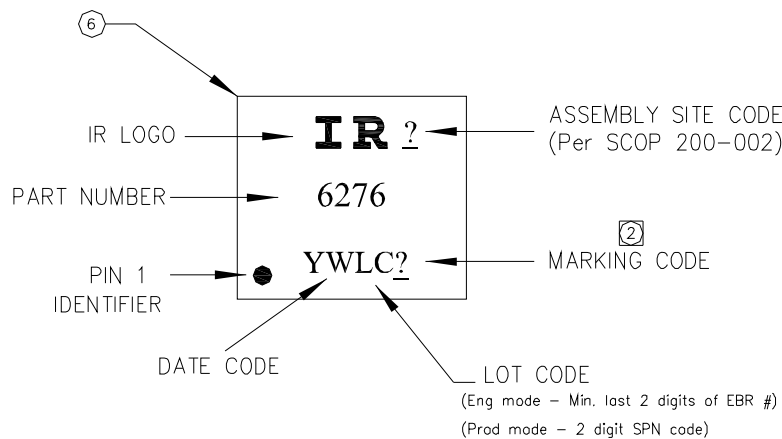 6
IR LOGO
IR ?
ASSEMBLY SITE CODE
(Per SCOP 200-002)
PART NUMBER
6276
2
MARKING CODE
YWLC?
PIN 1
IDENTIFIER
DATE CODE
LOT CODE
(Eng mode - Min. last 2 digits of EBR #)
(Prod mode - 2 digit SPN code)